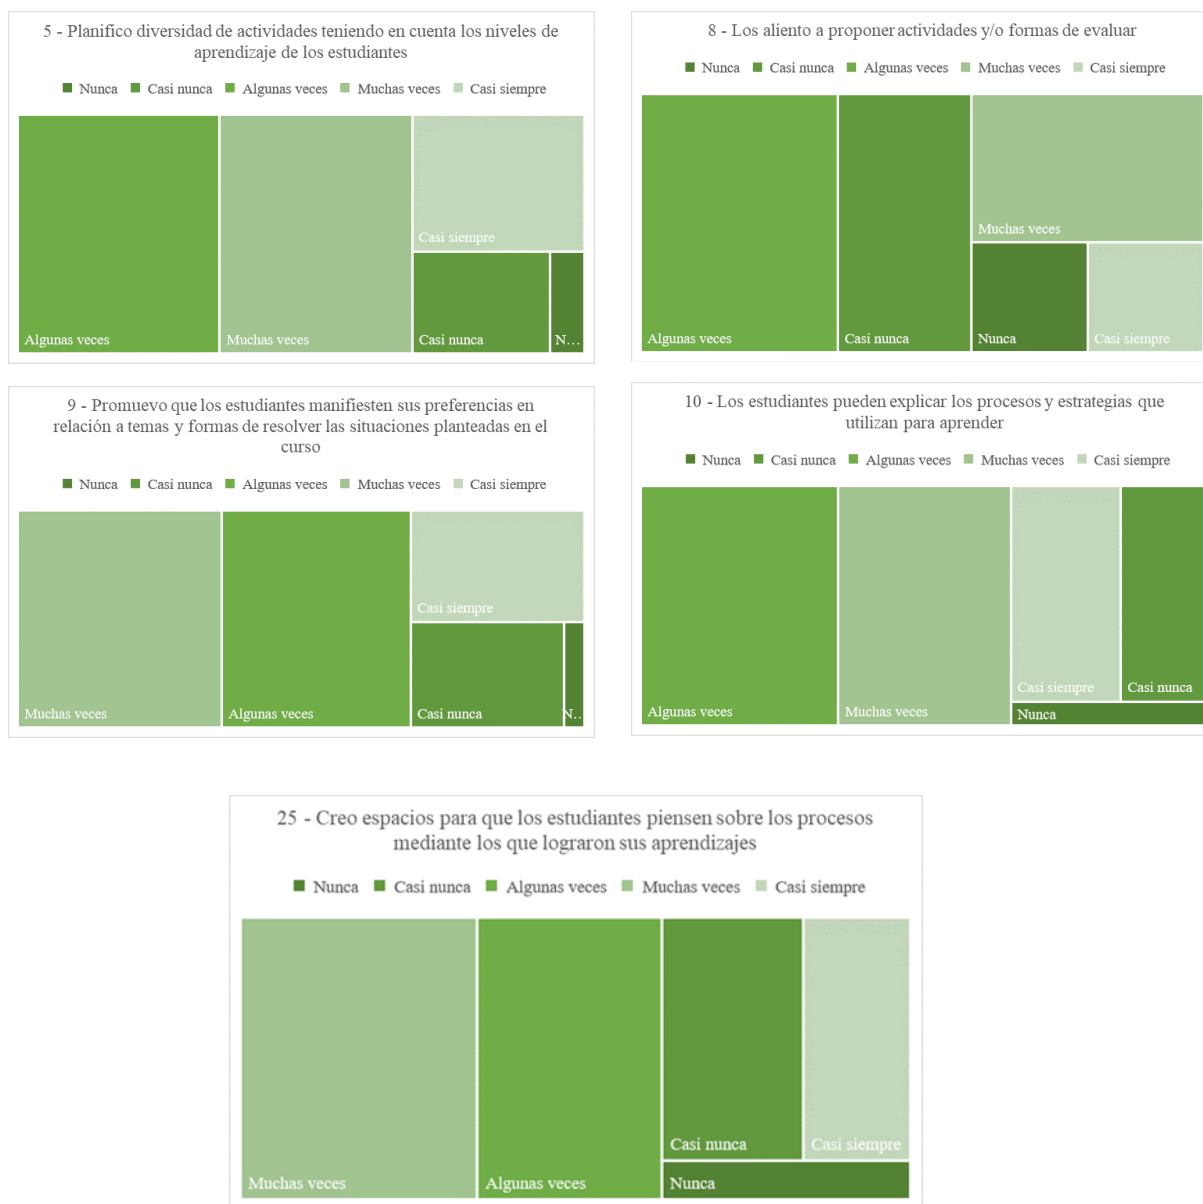 5 - Planifico diversidad de actividades teniendo en cuenta los niveles de
aprendizaje de los estudiantes
Nunca Casi nunca Algunas veces Muchas veces Casi siempre
Casi siempre
Algunas veces
Muchas veces
Casi nunca
N...
8 - Los aliento a proponer actividades y/o formas de evaluar
Nunca Casi nunca Algunas veces Muchas veces Casi siempre
Muchas veces
Algunas veces
Casi nunca
Nunca
Casi siempre
9 - Promuevo que los estudiantes manifiesten sus preferencias en
relación a temas y formas de resolver las situaciones planteadas en el
curso
Nunca Casi nunca Algunas veces Muchas veces Casi siempre
Casi siempre
Muchas veces
Algunas veces
Casi nunca
N...
10 - Los estudiantes pueden explicar los procesos y estrategias que
utilizan para aprender
Nunca Casi nunca Algunas veces Muchas veces Casi siempre
Casi siempre
Casi nunca
Algunas veces
Muchas veces
Nunca
25 - Creo espacios para que los estudiantes piensen sobre los procesos
mediante los que lograron sus aprendizajes
Nunca Casi nunca Algunas veces Muchas veces Casi siempre
Casi nunca
Casi siempre
Muchas veces
Algunas veces
Nunca